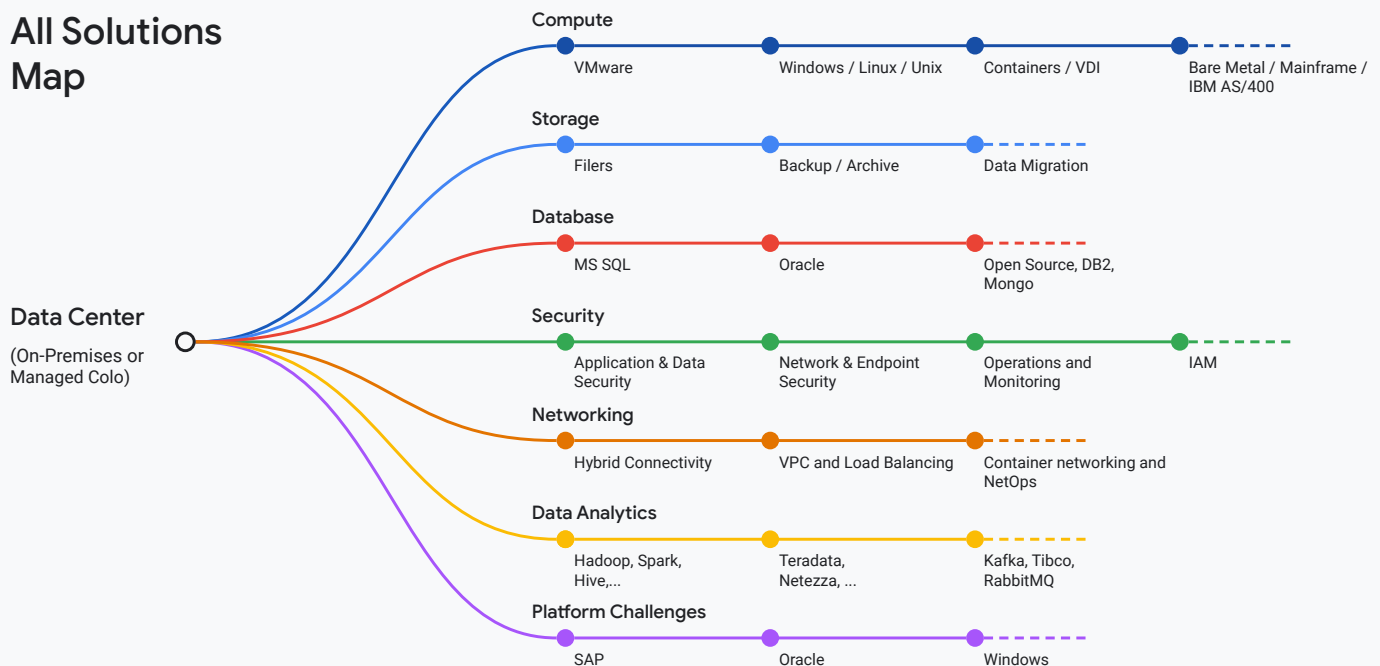 All Solutions
Map
Compute
VMware
Windows / Linux / Unix
Containers / VDI
Bare Metal / Mainframe /
IBM AS/400
Storage
Filers
Backup / Archive
Data Migration
Database
MS SQL
Oracle
Open Source, DB2,
Mongo
Data Center
(On-Premises or
Managed Colo)
Security
Application & Data
Security
Network & Endpoint
Security
Operations and
Monitoring
IAM
Networking
Hybrid Connectivity
VPC and Load Balancing
Container networking and
NetOps
Data Analytics
Hadoop, Spark,
Hive,...
Teradata,
Netezza, ...
Kafka, Tibco,
RabbitMQ
Platform Challenges
SAP
Oracle
Windows